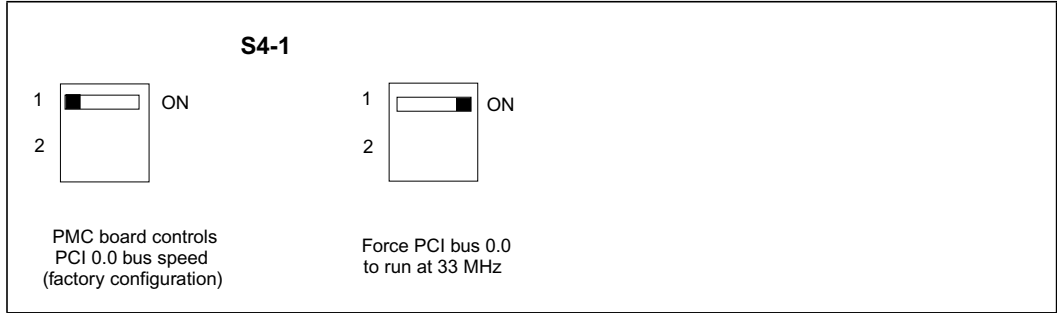 S4-1
1 ON
2
PMC board controls
PCI 0.0 bus speed
(factory configuration)
1 ON
2
Force PCI bus 0.0
to run at 33 MHz